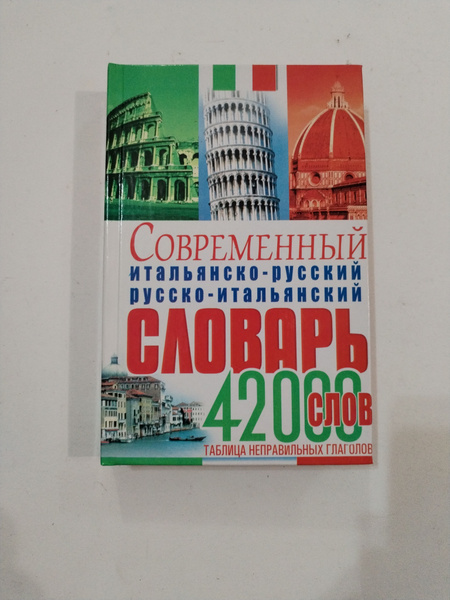 Современный
итальянско-русский
русско-итальянский
СЛОВАРЬ
42000
слов
ТАБЛИЦА НЕПРАВИЛЬНЫХ ГЛАГОЛОВ